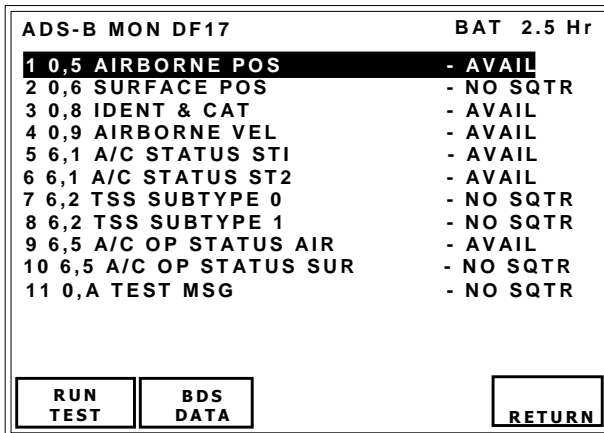 ADS-B MON DF17 BAT 2.5 Hr
1 0,5 AIRBORNE POS - AVAIL
2 0,6 SURFACE POS - NO SQTR
3 0,8 IDENT & CAT - AVAIL
4 0,9 AIRBORNE VEL - AVAIL
5 6,1 A/C STATUS STI - AVAIL
6 6,1 A/C STATUS ST2 - AVAIL
7 6,2 TSS SUBTYPE 0 - NO SQTR
8 6,2 TSS SUBTYPE 1 - NO SQTR
9 6,5 A/C OP STATUS AIR - AVAIL
10 6,5 A/C OP STATUS SUR - NO SQTR
11 0,A TEST MSG - NO SQTR
RUN
TEST
BDS
DATA
RETURN